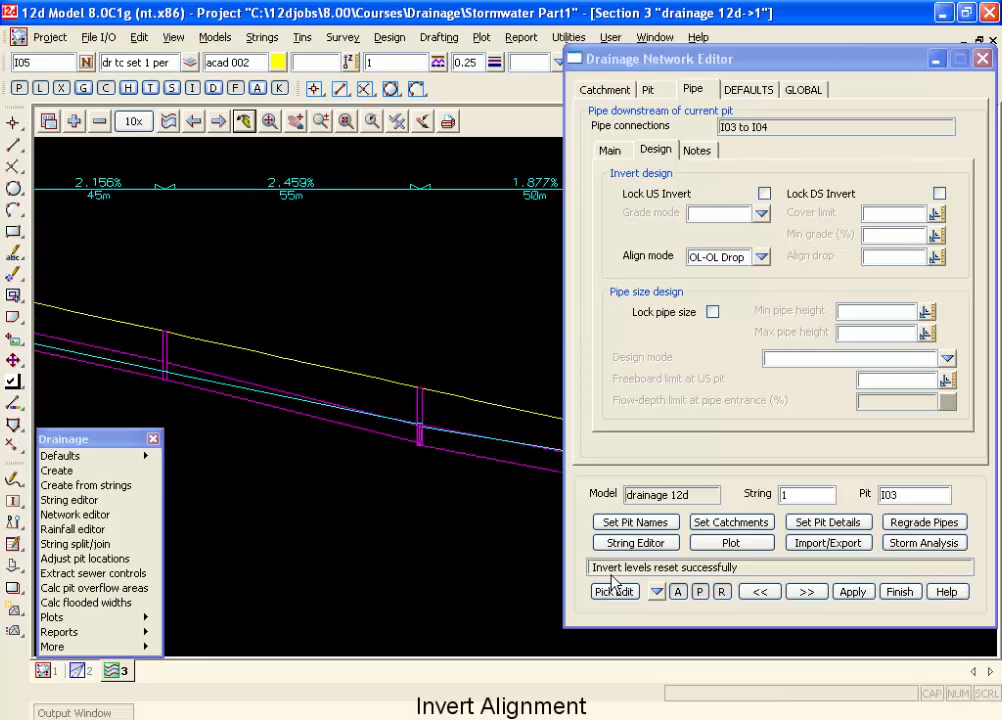 12d Model 8.0C1g (nt.x86) - Project "C:\12djobs\8.00\Courses\Drainage\Stormwater Part1" - [Section 3 "drainage 12d->1"]
Project File I/O Edit View Models Strings Tins Survey Design Drafting Plot Report Utilities Window Help
I05 N dr tc set 1 per acad 002 1 0.25
P L X G C H T S I D F A K
10x
2.156% 2.459% 1.877%
45m 55m 50m
Drainage
Defaults
Create
Create from strings
String editor
Network editor
Rainfall editor
String split/join
Adjust pit locations
Extract sewer controls
Calc pit overflow areas
Calc flooded widths
Plots
Reports
More
Drainage Network Editor
Catchment Pit Pipe DEFAULTS GLOBAL
Pipe downstream of current pit
Pipe connections I03 to I04
Main Design Notes
Invert design
Lock US Invert Lock DS Invert
Grade mode Cover limit
Min grade (%)
Align mode OL-OL Drop Align drop
Pipe size design
Lock pipe size Min pipe height
Max pipe height
Design mode
Freeboard limit at US pit
Flow-depth limit at pipe entrance (%)
Model drainage 12d String 1 Pit I03
Set Pit Names Set Catchments Set Pit Details Regrade Pipes
String Editor Plot Import/Export Storm Analysis
Invert levels reset successfully
Pick Edit A P R << >> Apply Finish Help
1 2 3
CAP NUM SCRL
Output Window
Invert Alignment